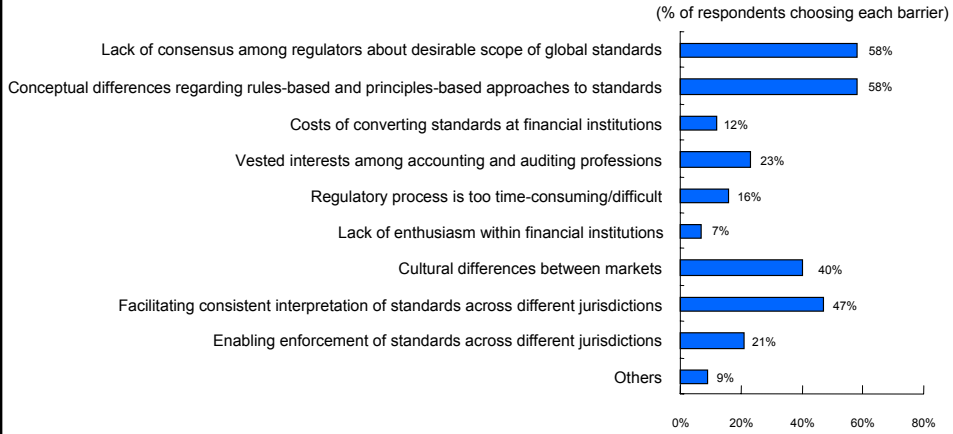 (% of respondents choosing each barrier)
Lack of consensus among regulators about desirable scope of global standards 58%
Conceptual differences regarding rules-based and principles-based approaches to standards 58%
Costs of converting standards at financial institutions 12%
Vested interests among accounting and auditing professions 23%
Regulatory process is too time-consuming/difficult 16%
Lack of enthusiasm within financial institutions 7%
Cultural differences between markets 40%
Facilitating consistent interpretation of standards across different jurisdictions 47%
Enabling enforcement of standards across different jurisdictions 21%
Others 9%
0% 20% 40% 60% 80%